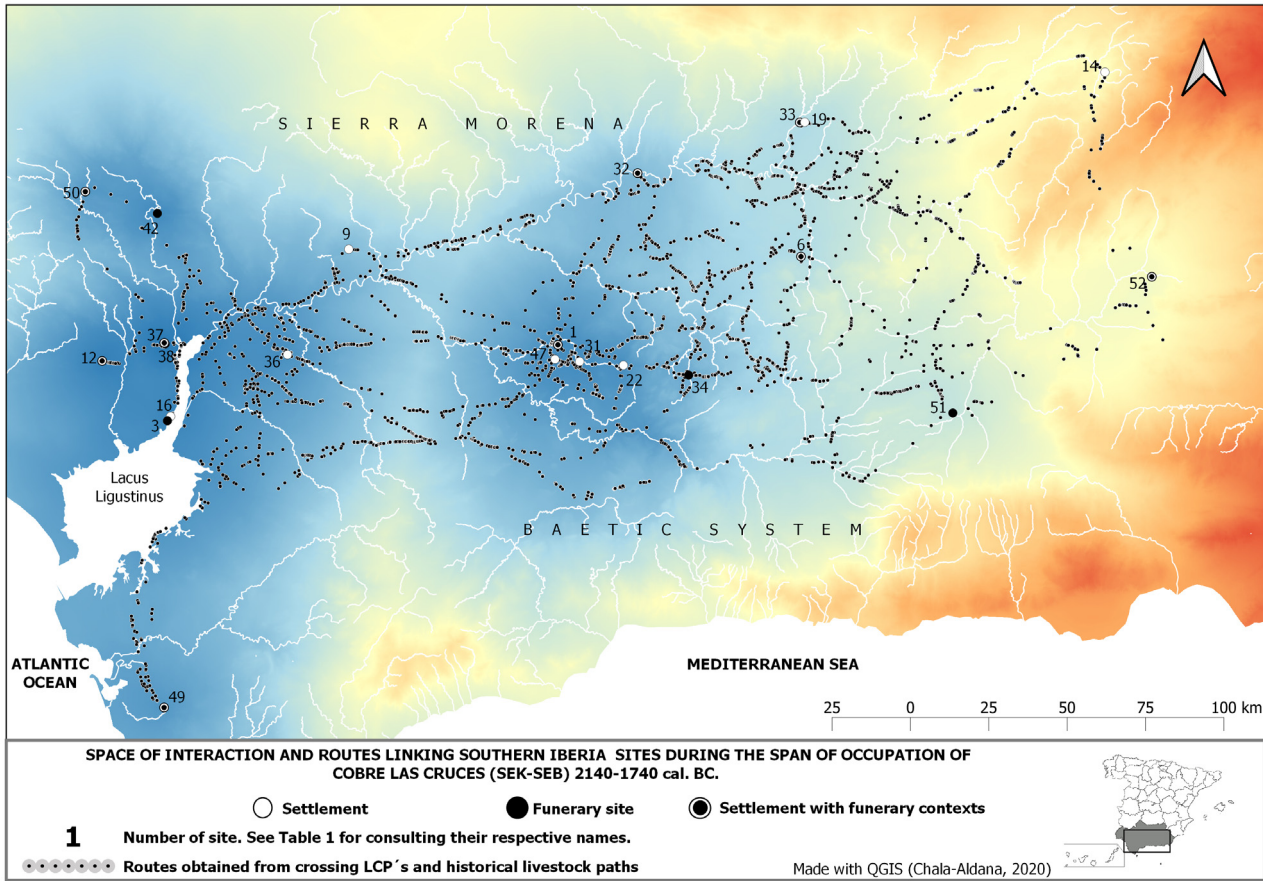 14
SIERRA MORENA
33 19
32
50
42
9
6
52
37
1
12 38
31
47
36
22
34
16
51
3
Lacus
Ligustinus
BAETIC SYSTEM
ATLANTIC
OCEAN
MEDITERRANEAN SEA
49
25 0 25 50 75 100 km
SPACE OF INTERACTION AND ROUTES LINKING SOUTHERN IBERIA SITES DURING THE SPAN OF OCCUPATION OF
COBRE LAS CRUCES (SEK-SEB) 2140-1740 cal. BC.
Settlement Funerary site Settlement with funerary contexts
1 Number of site. See Table 1 for consulting their respective names.
Routes obtained from crossing LCP´s and historical livestock paths
Made with QGIS (Chala-Aldana, 2020)